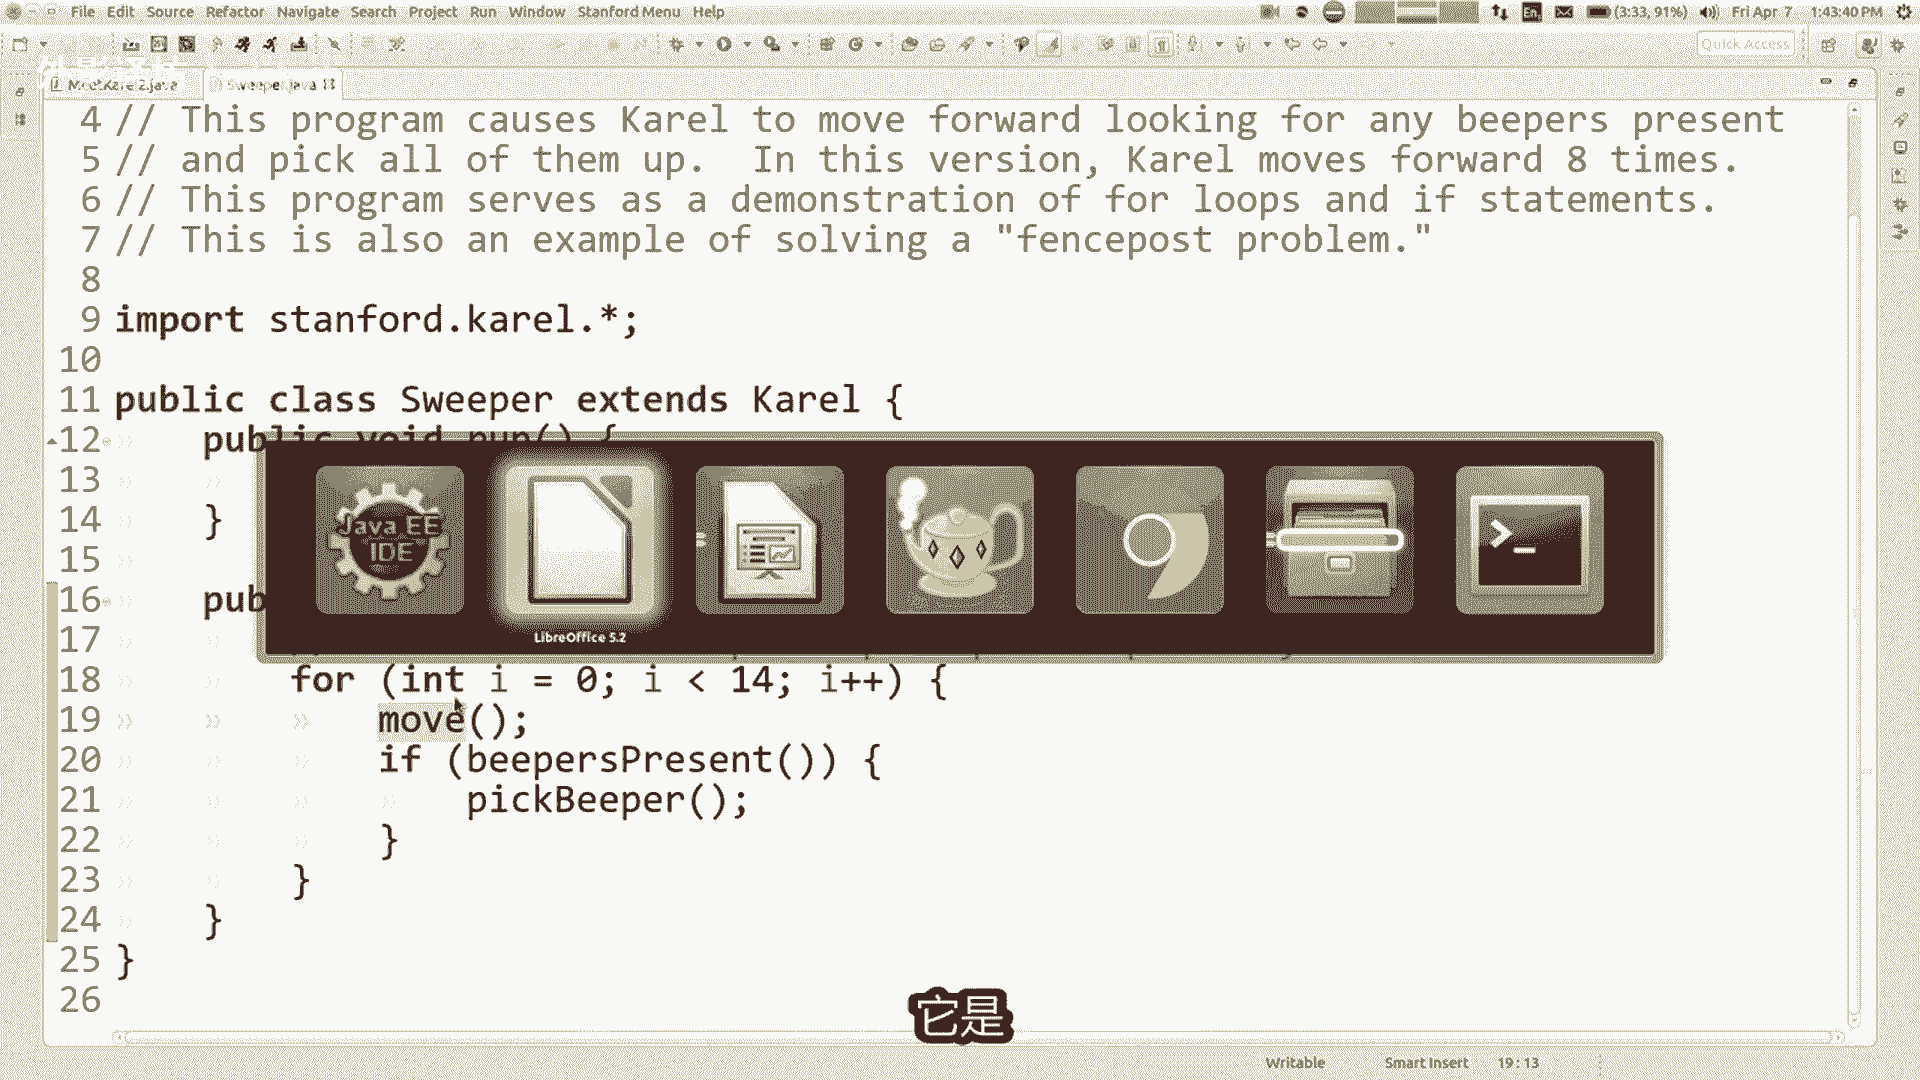 File Edit Source Refactor Navigate Search Project Run Window Stanford Menu Help
En (3:33, 91%) Fri Apr 7 1:43:40 PM
Quick Access
Sweeper.java
4 // This program causes Karel to move forward looking for any beepers present
5 // and pick all of them up.  In this version, Karel moves forward 8 times.
6 // This program serves as a demonstration of for loops and if statements.
7 // This is also an example of solving a "fencepost problem."
8
9 import stanford.karel.*;
10
11 public class Sweeper extends Karel {
12 public void run() {
13
14 }
15
16 pub
17
18 for (int i = 0; i < 14; i++) {
19 move();
20 if (beepersPresent()) {
21 pickBeeper();
22 }
23 }
24 }
25 }
26
Java EE
IDE
LibreOffice 5.2
它是
Writable Smart Insert 19 : 13